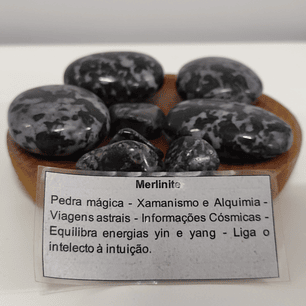 Merlinite
Pedra mágica - Xamanismo e Alquimia -
Viagens astrais - Informações Cósmicas -
Equilibra energias yin e yang - Liga o
intelecto à intuição.